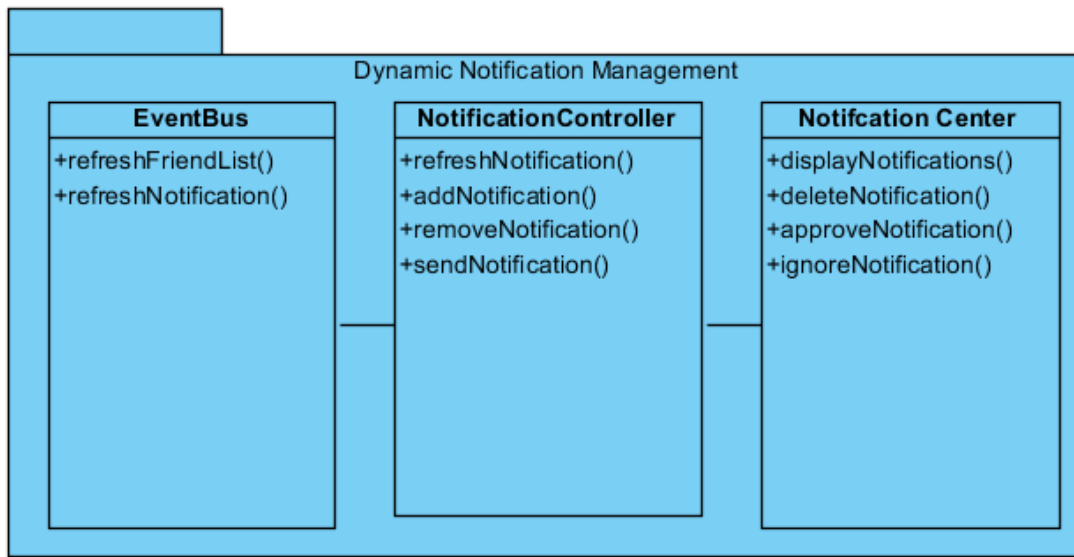 Dynamic Notification Management
EventBus
+refreshFriendList()
+refreshNotification()
NotificationController
+refreshNotification()
+addNotification()
+removeNotification()
+sendNotification()
Notifcation Center
+displayNotifications()
+deleteNotification()
+approveNotification()
+ignoreNotification()